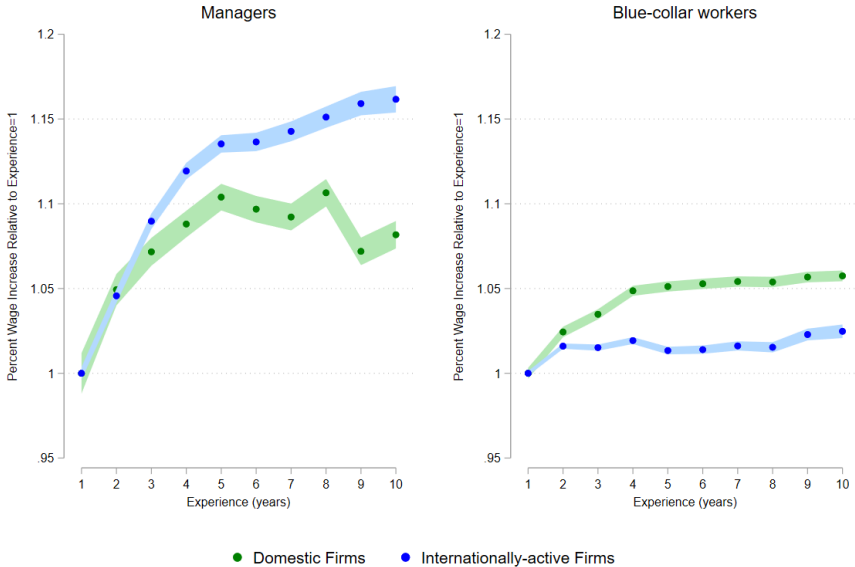 Managers
Percent Wage Increase Relative to Experience=1
1.2
1.15
1.1
1.05
1
.95
1 2 3 4 5 6 7 8 9 10
Experience (years)
Blue-collar workers
Percent Wage Increase Relative to Experience=1
1.2
1.15
1.1
1.05
1
.95
1 2 3 4 5 6 7 8 9 10
Experience (years)
Domestic Firms Internationally-active Firms